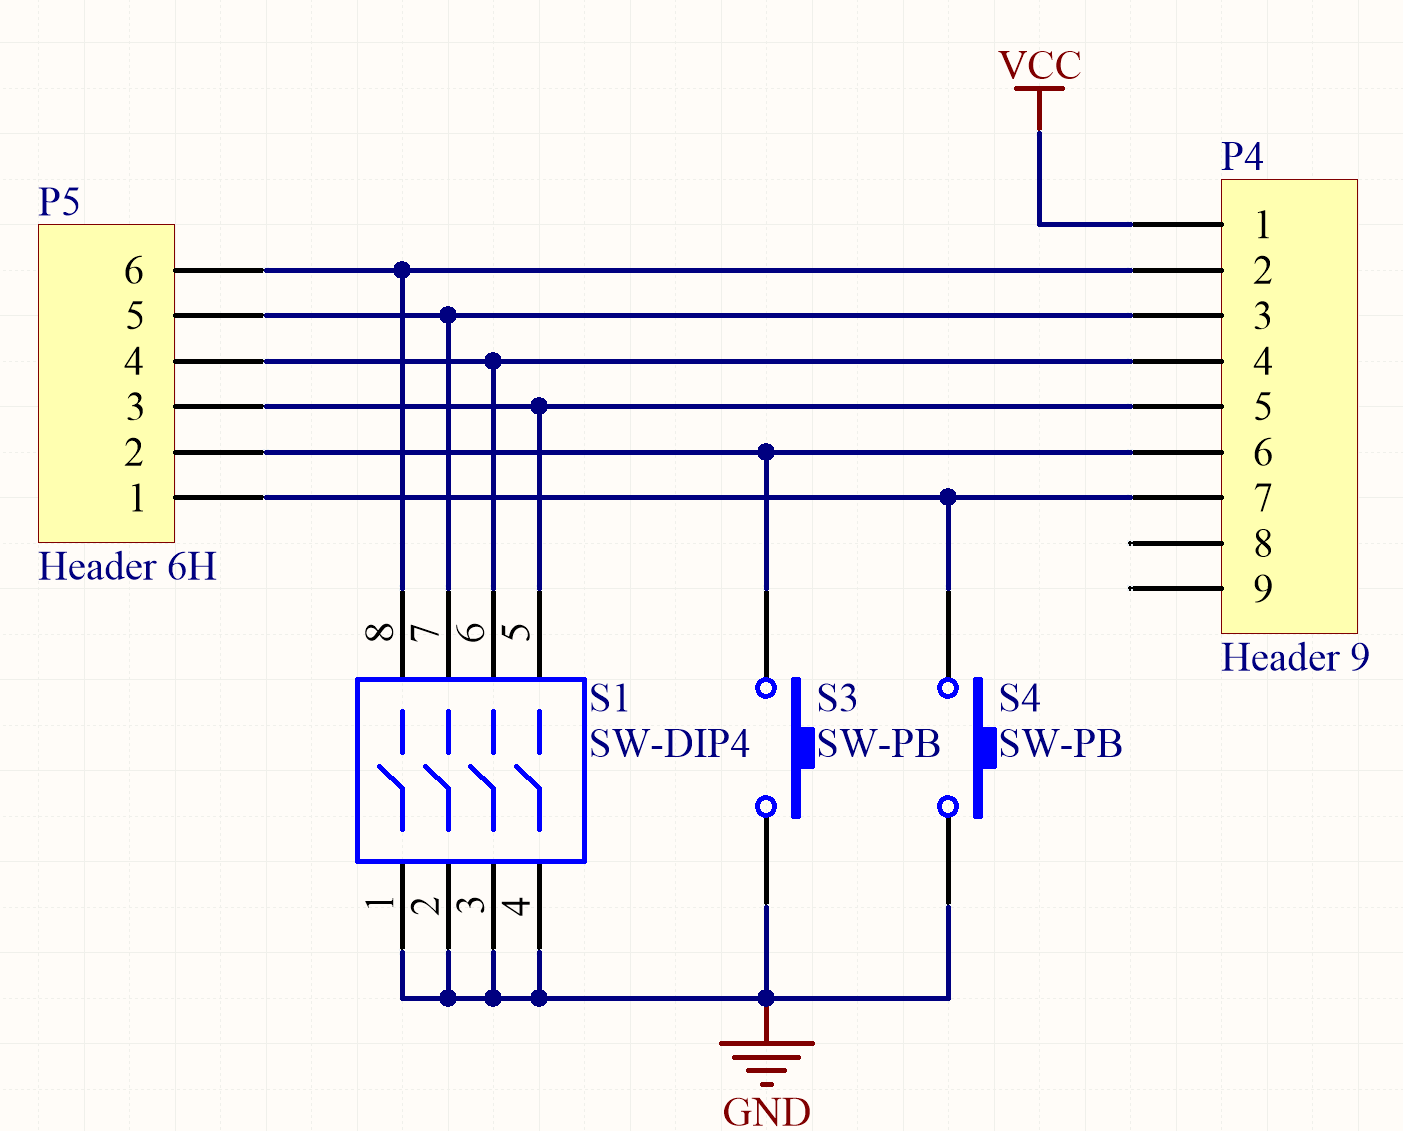 VCC
P4
P5
1
6 2
5 3
4 4
3 5
2 6
1 7
8
9
Header 6H
Header 9
8 7 6 5
S1
SW-DIP4
S3
SW-PB
S4
SW-PB
1 2 3 4
GND